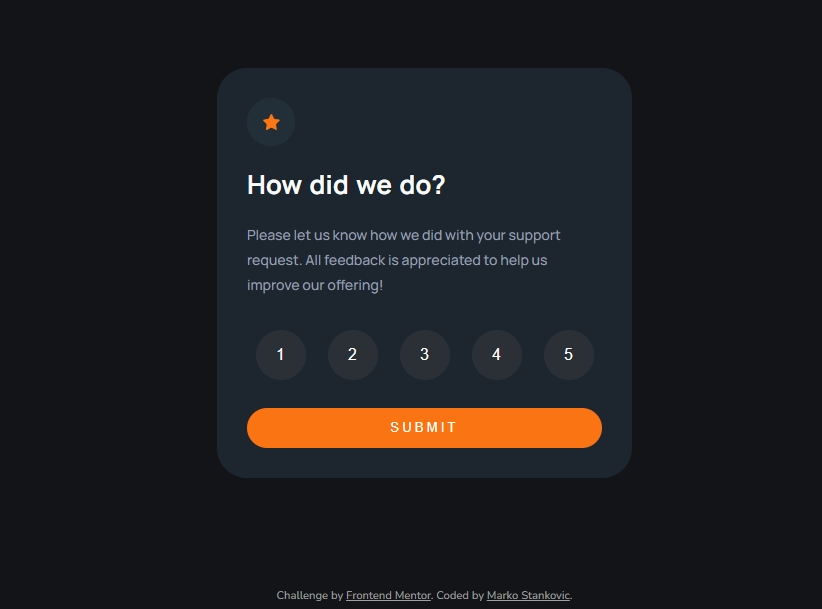 How did we do?
Please let us know how we did with your support
request. All feedback is appreciated to help us
improve our offering!
1 2 3 4 5
SUBMIT
Challenge by Frontend Mentor. Coded by Marko Stankovic.